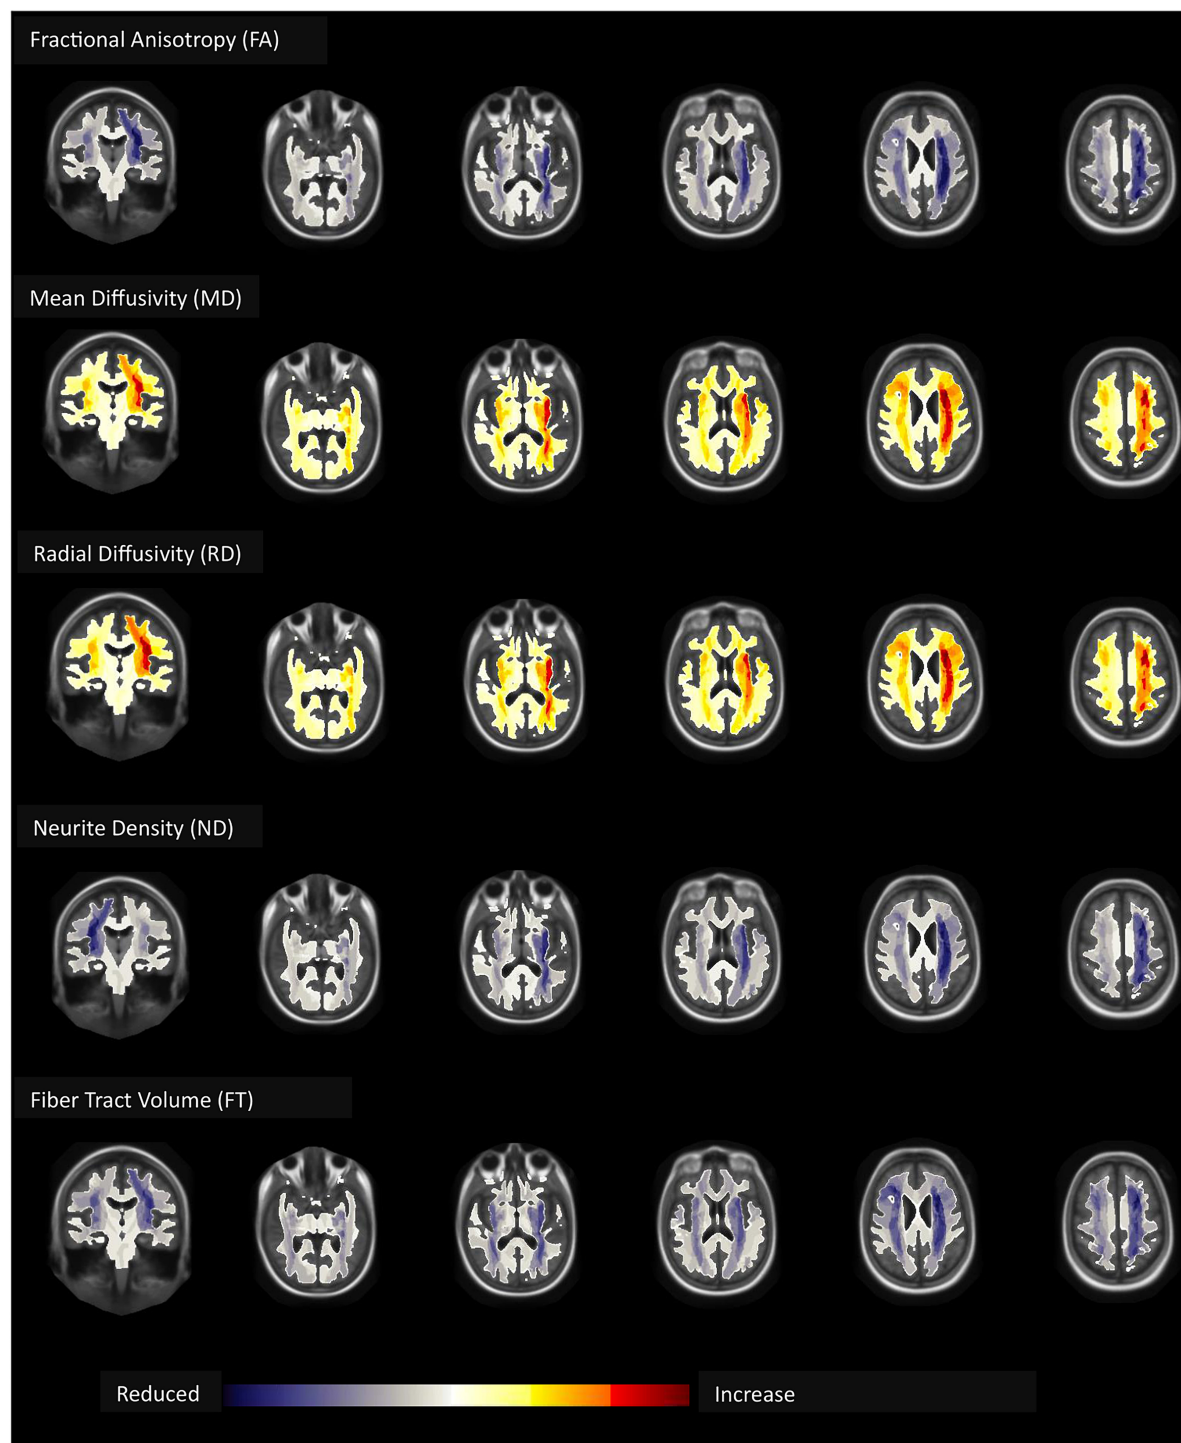 Fractional Anisotropy (FA)
Mean Diffusivity (MD)
Radial Diffusivity (RD)
Neurite Density (ND)
Fiber Tract Volume (FT)
Reduced
Increase